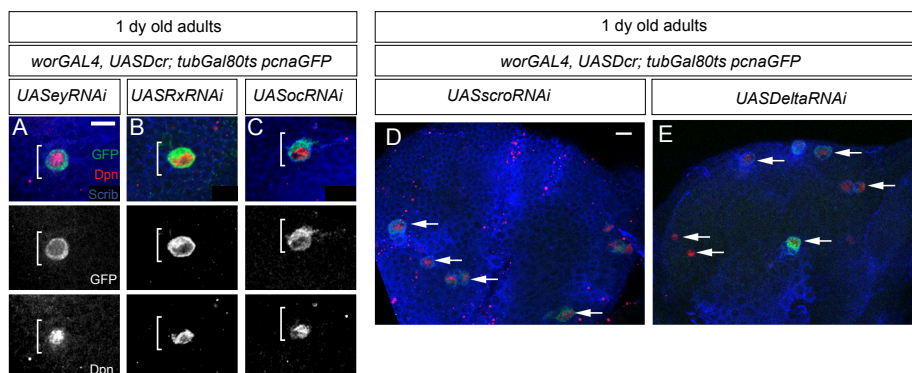 1 dy old adults
worGAL4, UASDcr; tubGal80ts pcnaGFP
UASeyRNAi
UASRxRNAi
UASocRNAi
A
B
C
GFP
Dpn
Scrib
GFP
Dpn
1 dy old adults
worGAL4, UASDcr; tubGal80ts pcnaGFP
UASscroRNAi
UASDeltaRNAi
D
E